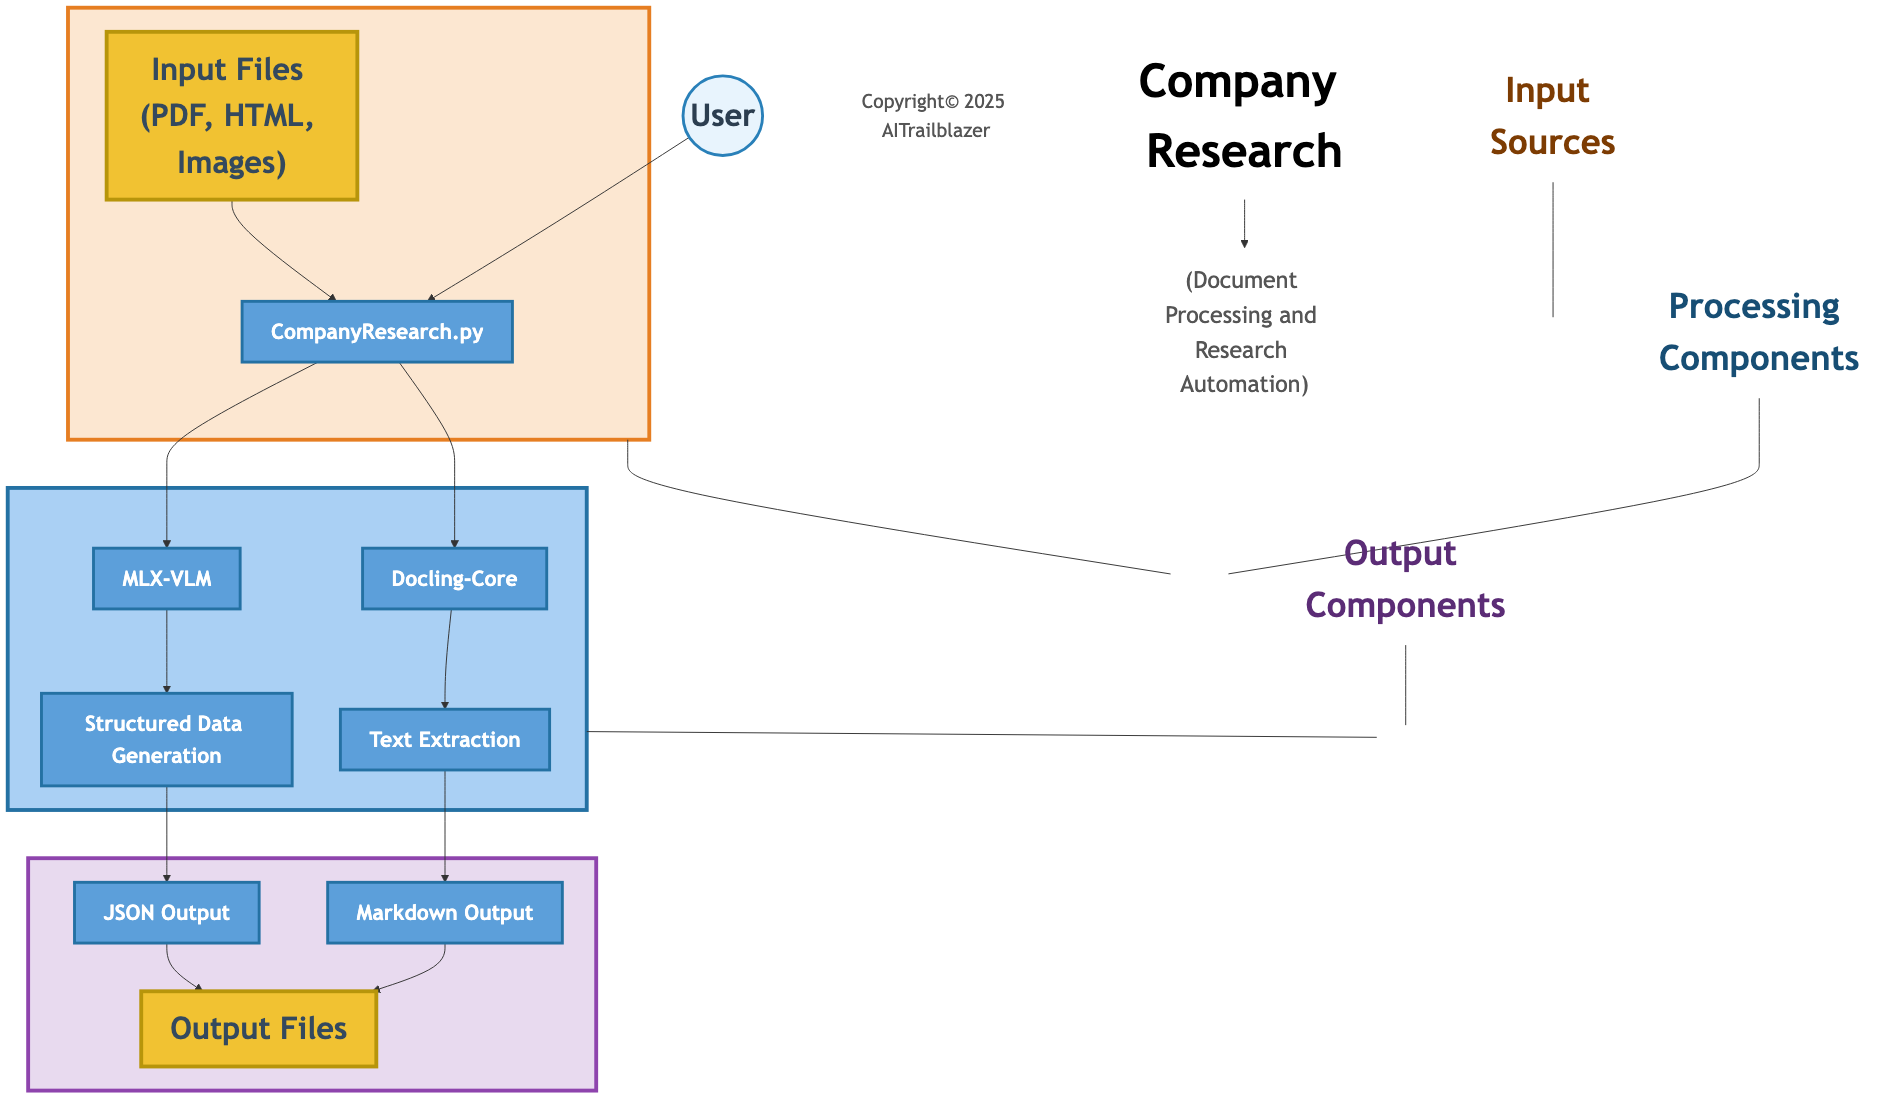 Input Files
(PDF, HTML,
Images)
User
Copyright© 2025
AITrailblazer
Company
Research
Input
Sources
(Document
Processing and
Research
Automation)
Processing
Components
CompanyResearch.py
MLX-VLM
Docling-Core
Output
Components
Structured Data
Generation
Text Extraction
JSON Output
Markdown Output
Output Files